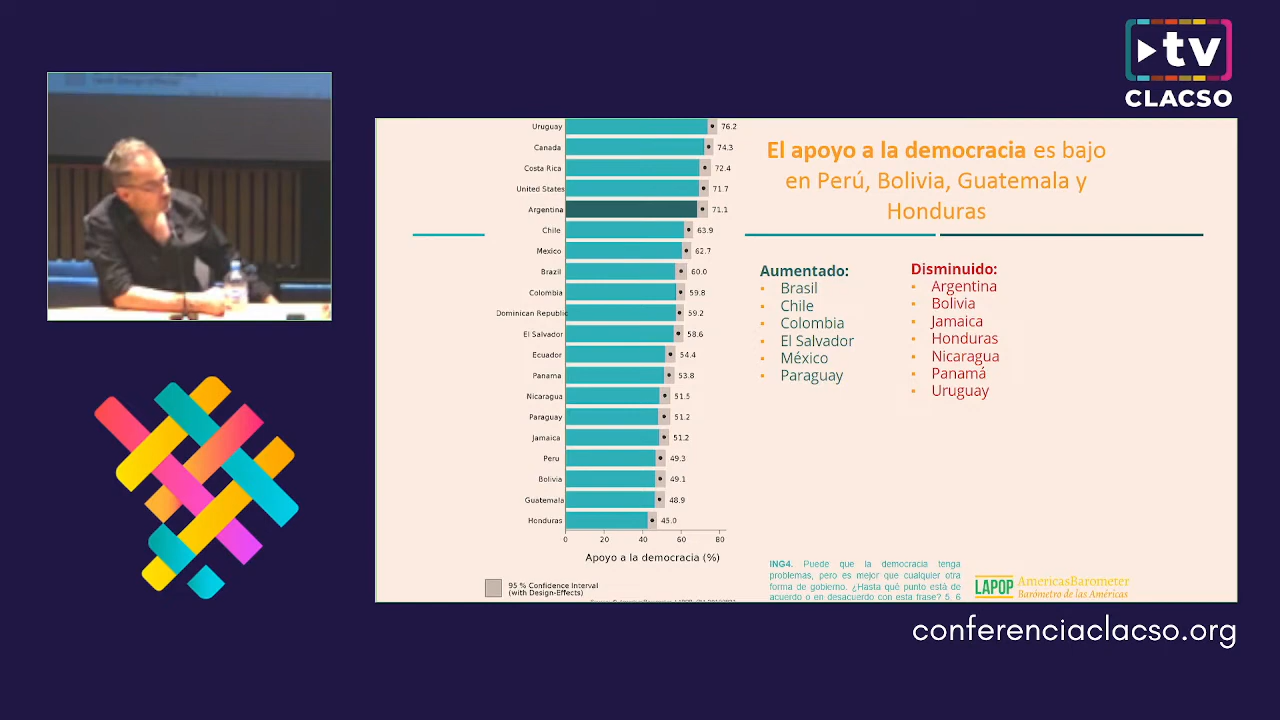 tv
CLACSO
El apoyo a la democracia es bajo
en Perú, Bolivia, Guatemala y
Honduras
Uruguay 76.2
Canada 74.3
Costa Rica 72.4
United States 71.7
Argentina 71.1
Chile 63.9
Mexico 62.7
Brazil 60.0
Colombia 59.8
Dominican Republic 59.2
El Salvador 58.6
Ecuador 54.4
Panama 53.8
Nicaragua 51.5
Paraguay 51.2
Jamaica 51.2
Peru 49.3
Bolivia 49.1
Guatemala 48.9
Honduras 45.0
0 20 40 60 80
Apoyo a la democracia (%)
95 % Confidence Interval
(with Design-Effects)
Aumentado:
Brasil
Chile
Colombia
El Salvador
México
Paraguay
Disminuido:
Argentina
Bolivia
Jamaica
Honduras
Nicaragua
Panamá
Uruguay
ING4. Puede que la democracia tenga
problemas, pero es mejor que cualquier otra
forma de gobierno. ¿Hasta qué punto está de
acuerdo o en desacuerdo con esta frase? 5, 6
LAPOP AmericasBarometer
Barómetro de las Américas
conferenciaclacso.org